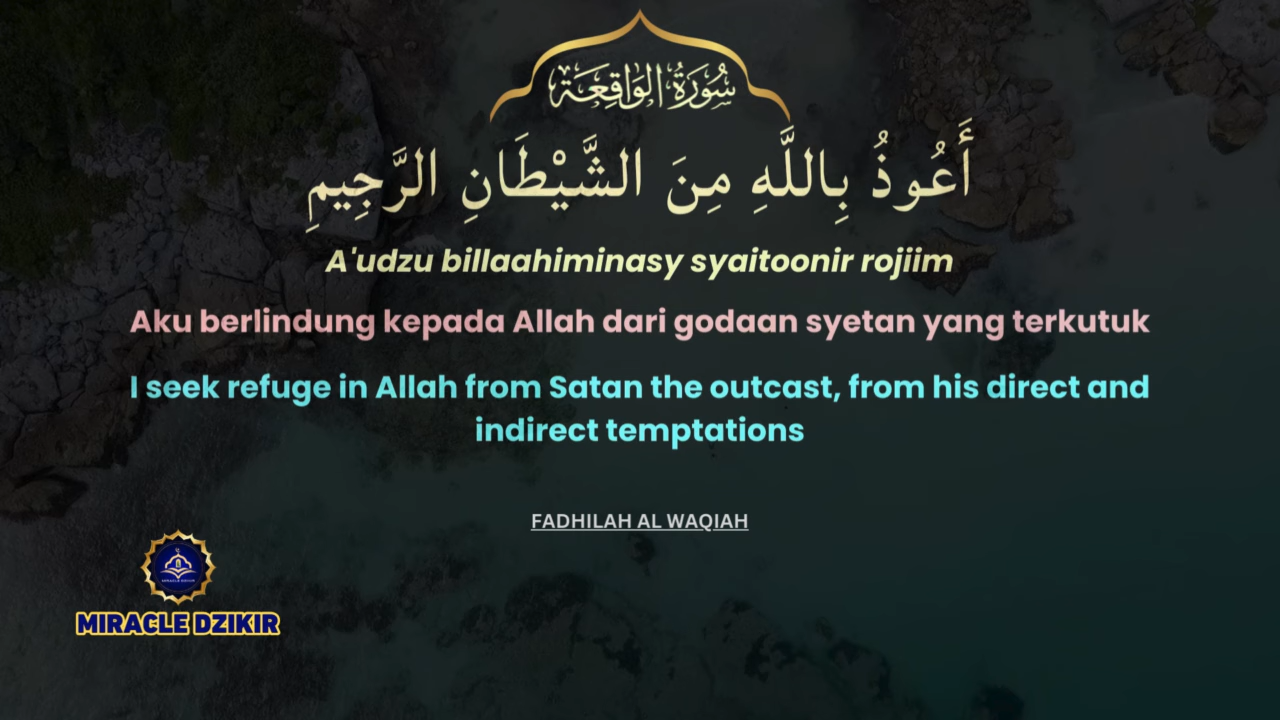 سُورَةُ الوَاقِعَة
أَعُوذُ بِاللَّهِ مِنَ الشَّيْطَانِ الرَّجِيمِ
A'udzu billaahiminasy syaitoonir rojiim
Aku berlindung kepada Allah dari godaan syetan yang terkutuk
I seek refuge in Allah from Satan the outcast, from his direct and
indirect temptations
FADHILAH AL WAQIAH
MIRACLE DZIKIR
MIRACLE DZIKIR